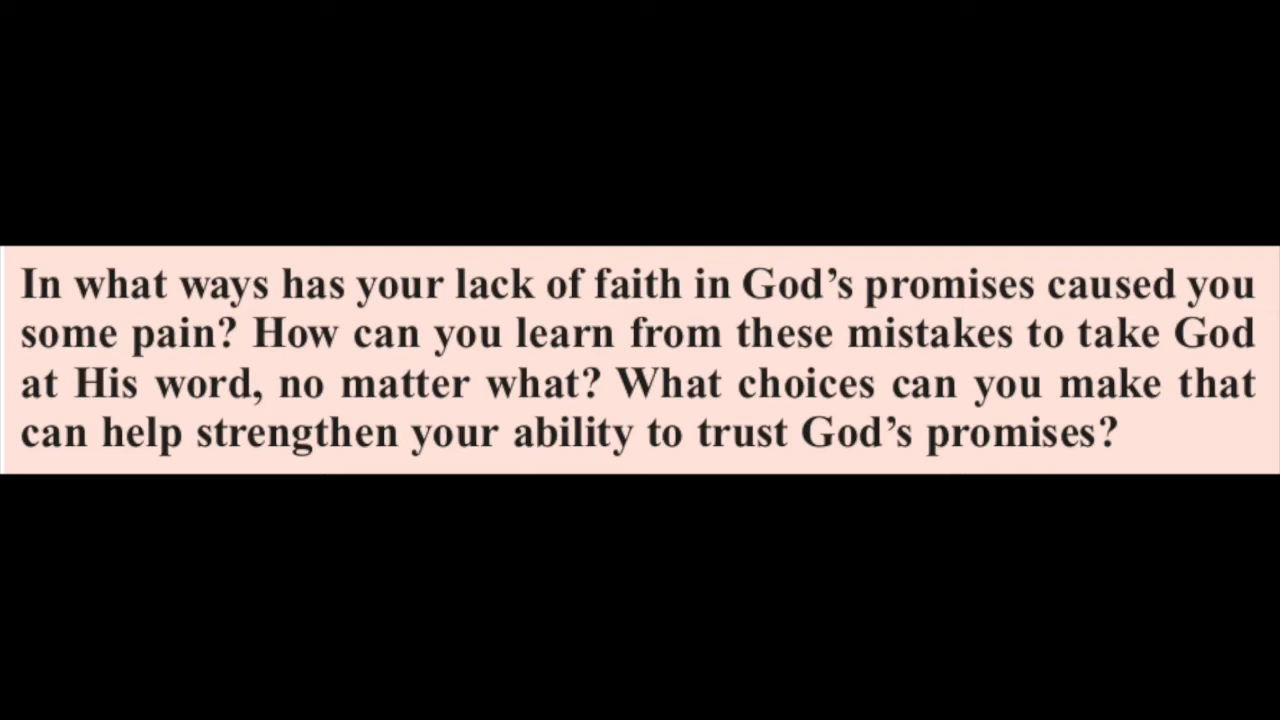 In what ways has your lack of faith in God’s promises caused you
some pain? How can you learn from these mistakes to take God
at His word, no matter what? What choices can you make that
can help strengthen your ability to trust God’s promises?